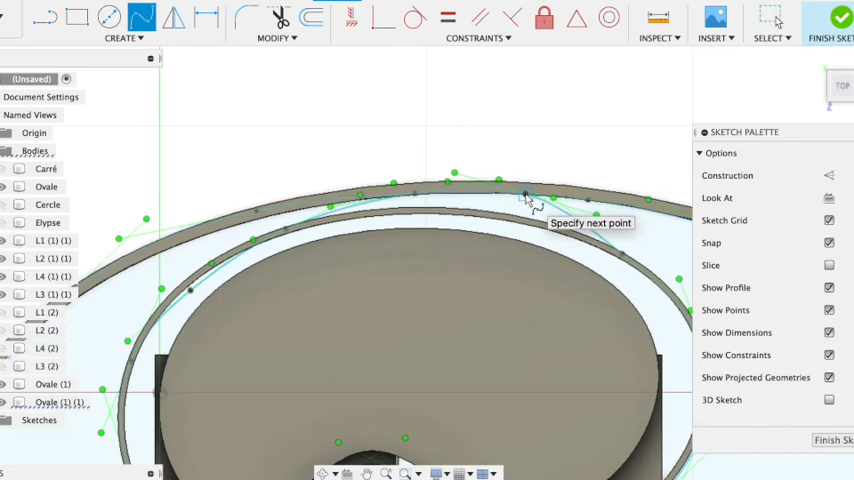 CREATE ▾
MODIFY ▾
CONSTRAINTS ▾
INSPECT ▾
INSERT ▾
SELECT ▾
FINISH SK
(Unsaved)
Document Settings
Named Views
Origin
Bodies
Carré
Ovale
Cercle
Elypse
L1 (1) (1)
L2 (1) (1)
L4 (1) (1)
L3 (1) (1)
L1 (2)
L2 (2)
L4 (2)
L3 (2)
Ovale (1)
Ovale (1) (1)
Sketches
S
Specify next point
TOP
Z
SKETCH PALETTE
Options
Construction
Look At
Sketch Grid
Snap
Slice
Show Profile
Show Points
Show Dimensions
Show Constraints
Show Projected Geometries
3D Sketch
Finish Sk